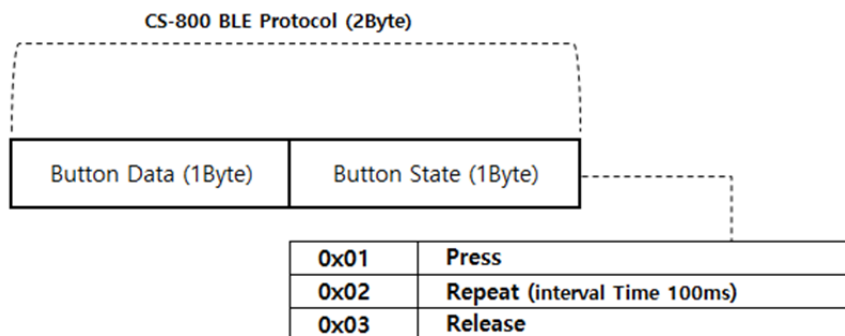 CS-800 BLE Protocol (2Byte)
Button Data (1Byte) Button State (1Byte)
0x01 Press
0x02 Repeat (interval Time 100ms)
0x03 Release